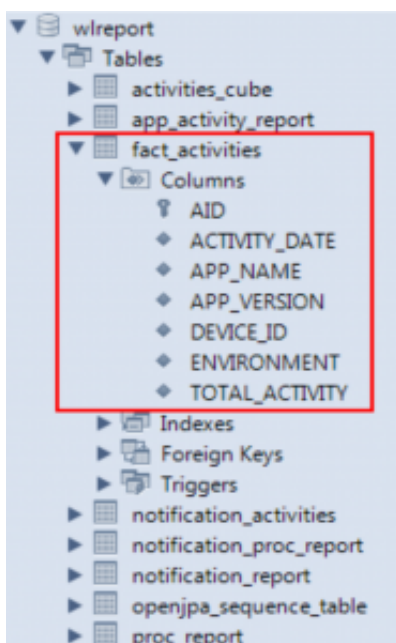 wlreport
Tables
activities_cube
app_activity_report
fact_activities
Columns
AID
ACTIVITY_DATE
APP_NAME
APP_VERSION
DEVICE_ID
ENVIRONMENT
TOTAL_ACTIVITY
Indexes
Foreign Keys
Triggers
notification_activities
notification_proc_report
notification_report
openjpa_sequence_table
proc_report